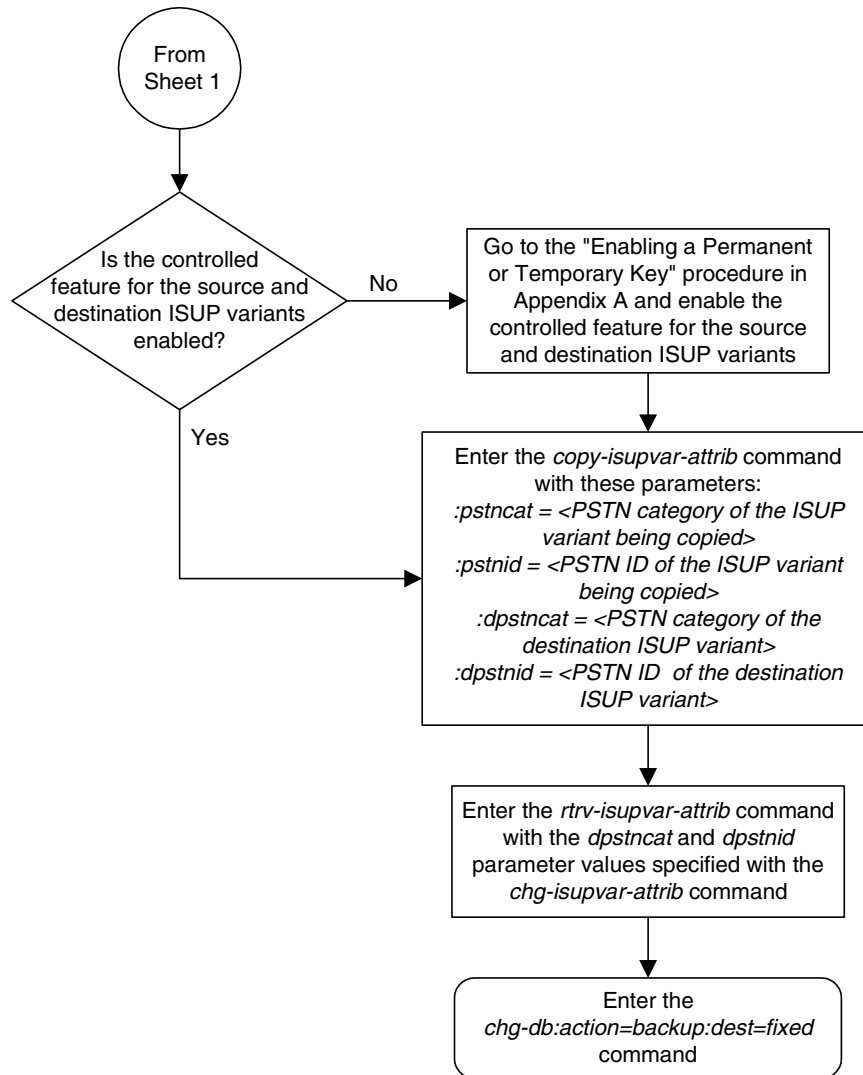 From
Sheet 1
Is the controlled
feature for the source and
destination ISUP variants
enabled?
No
Go to the "Enabling a Permanent
or Temporary Key" procedure in
Appendix A and enable the
controlled feature for the source
and destination ISUP variants
Yes
Enter the copy-isupvar-attrib command
with these parameters:
:pstncat = <PSTN category of the ISUP
variant being copied>
:pstnid = <PSTN ID of the ISUP variant
being copied>
:dpstncat = <PSTN category of the
destination ISUP variant>
:dpstnid = <PSTN ID of the destination
ISUP variant>
Enter the rtrv-isupvar-attrib command
with the dpstncat and dpstnid
parameter values specified with the
chg-isupvar-attrib command
Enter the
chg-db:action=backup:dest=fixed
command